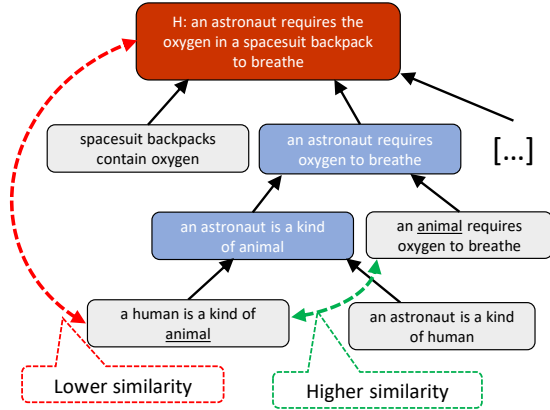 H: an astronaut requires the
oxygen in a spacesuit backpack
to breathe
spacesuit backpacks
contain oxygen
an astronaut requires
oxygen to breathe
[...]
an astronaut is a kind
of animal
an animal requires
oxygen to breathe
a human is a kind of
animal
an astronaut is a kind
of human
Lower similarity
Higher similarity